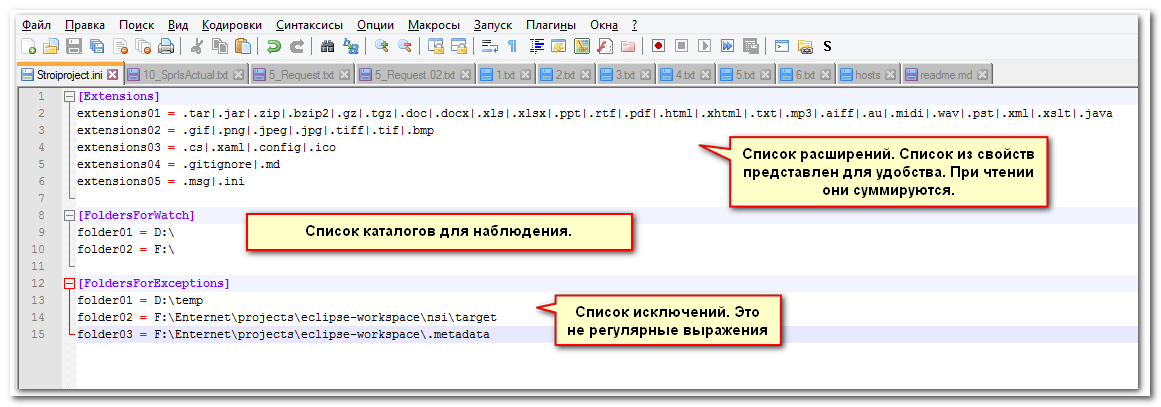 Файл Правка Поиск Вид Кодировки Синтаксисы Опции Макросы Запуск Плагины Окна ?
S
Stroiproject.ini 10_SprIsActual.txt 5_Request.txt 5_Request.02.txt 1.txt 2.txt 3.txt 4.txt 5.txt 6.txt hosts readme.md
1 [Extensions]
2 extensions01 = .tar|.jar|.zip|.bzip2|.gz|.tgz|.doc|.docx|.xls|.xlsx|.ppt|.rtf|.pdf|.html|.xhtml|.txt|.mp3|.aiff|.au|.midi|.wav|.pst|.xml|.xslt|.java
3 extensions02 = .gif|.png|.jpeg|.jpg|.tiff|.tif|.bmp
4 extensions03 = .cs|.xaml|.config|.ico
5 extensions04 = .gitignore|.md
6 extensions05 = .msg|.ini
7
Список расширений. Список из свойств
представлен для удобства. При чтении
они суммируются.
8 [FoldersForWatch]
9 folder01 = D:\
10 folder02 = F:\
11
Список каталогов для наблюдения.
12 [FoldersForExceptions]
13 folder01 = D:\temp
14 folder02 = F:\Enternet\projects\eclipse-workspace\nsi\target
15 folder03 = F:\Enternet\projects\eclipse-workspace\.metadata
Список исключений. Это
не регулярные выражения